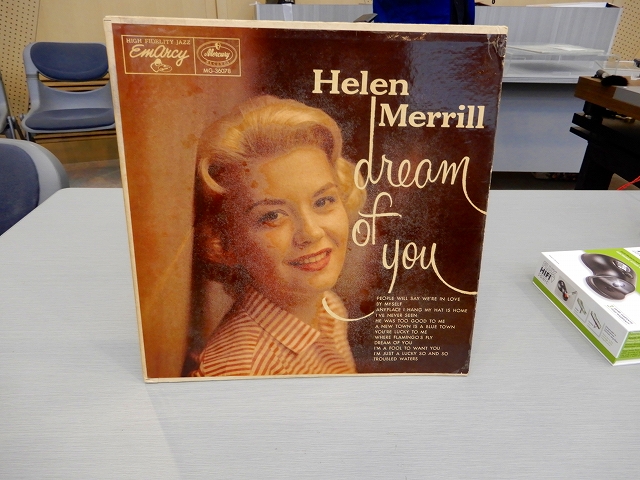 HIGH FIDELITY JAZZ
EmArcy
Mercury
RECORDS
MG-36078
Helen
Merrill
dream
of
you
PEOPLE WILL SAY WE'RE IN LOVE
BY MYSELF
ANYPLACE I HANG MY HAT IS HOME
I'VE NEVER SEEN
HE WAS TOO GOOD TO ME
A NEW TOWN IS A BLUE TOWN
YOU'RE LUCKY TO ME
WHERE FLAMINGO'S FLY
DREAM OF YOU
I'M A FOOL TO WANT YOU
I'M JUST A LUCKY SO AND SO
TROUBLED WATERS
HiFi